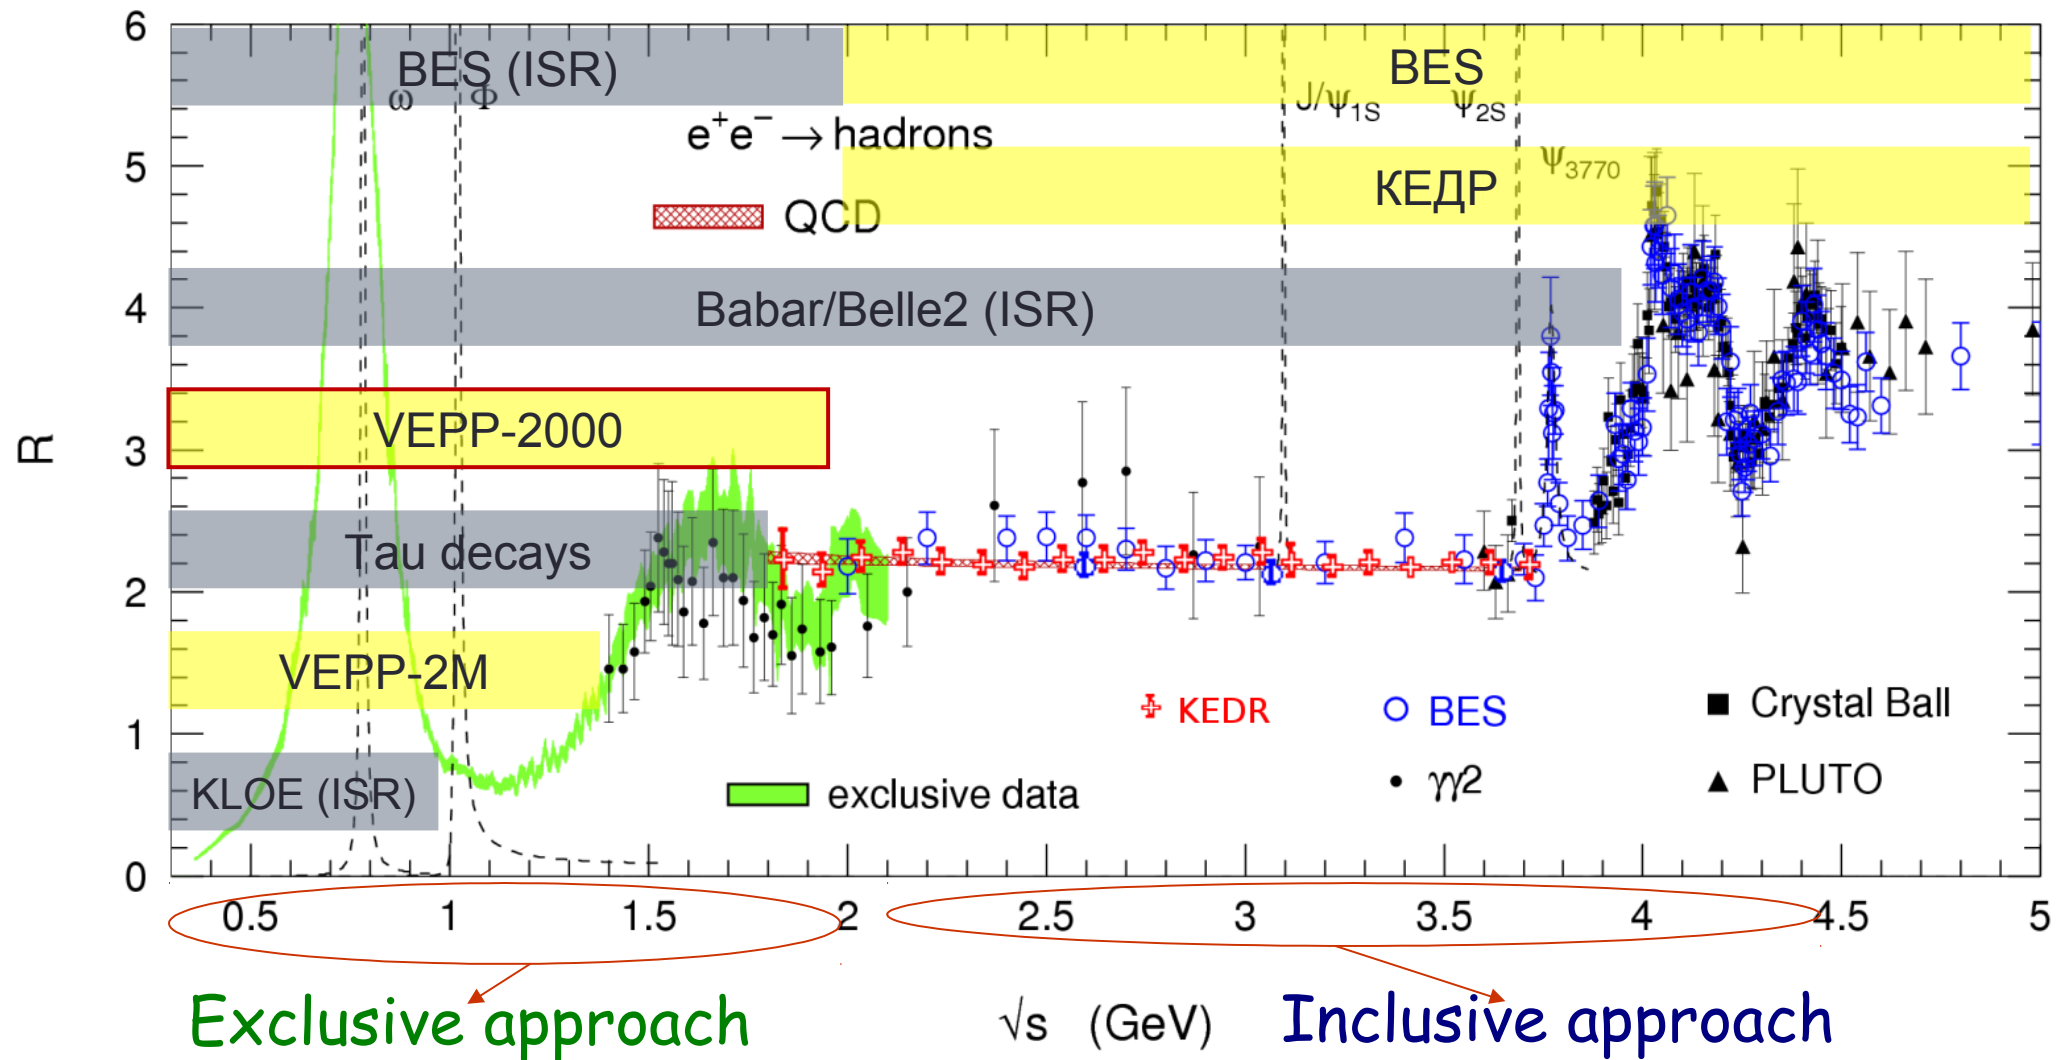 6
BES (ISR)
BES
ω
Φ
J/ψ1S
ψ2S
e+e− → hadrons
5
ψ3770
КЕДР
QCD
4
Babar/Belle2 (ISR)
R
3
VEPP-2000
Tau decays
2
VEPP-2M
KEDR
BES
Crystal Ball
1
KLOE (ISR)
exclusive data
γγ2
PLUTO
0
0.5 1 1.5 2 2.5 3 3.5 4 4.5 5
Exclusive approach
√s (GeV)
Inclusive approach